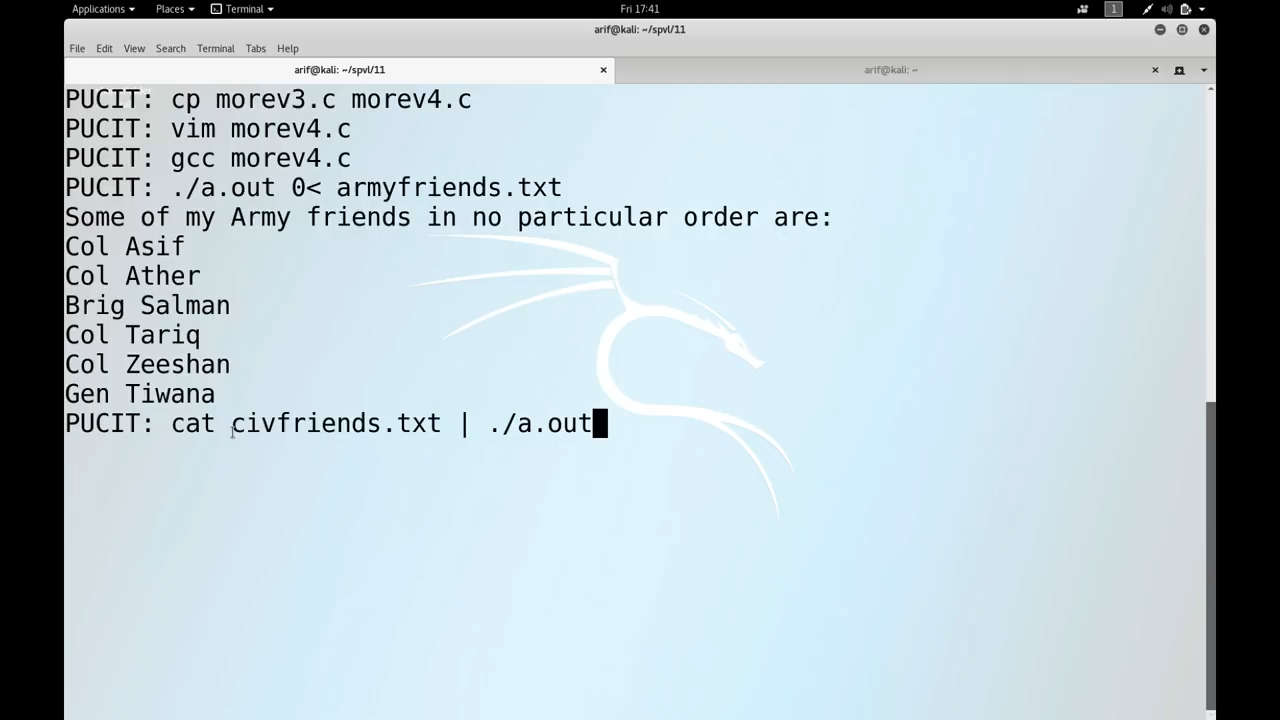 Applications Places Terminal Fri 17:41 1
arif@kali: ~/spvl/11
File Edit View Search Terminal Tabs Help
arif@kali: ~/spvl/11 arif@kali: ~
PUCIT: cp morev3.c morev4.c
PUCIT: vim morev4.c
PUCIT: gcc morev4.c
PUCIT: ./a.out 0< armyfriends.txt
Some of my Army friends in no particular order are:
Col Asif
Col Ather
Brig Salman
Col Tariq
Col Zeeshan
Gen Tiwana
PUCIT: cat civfriends.txt | ./a.out